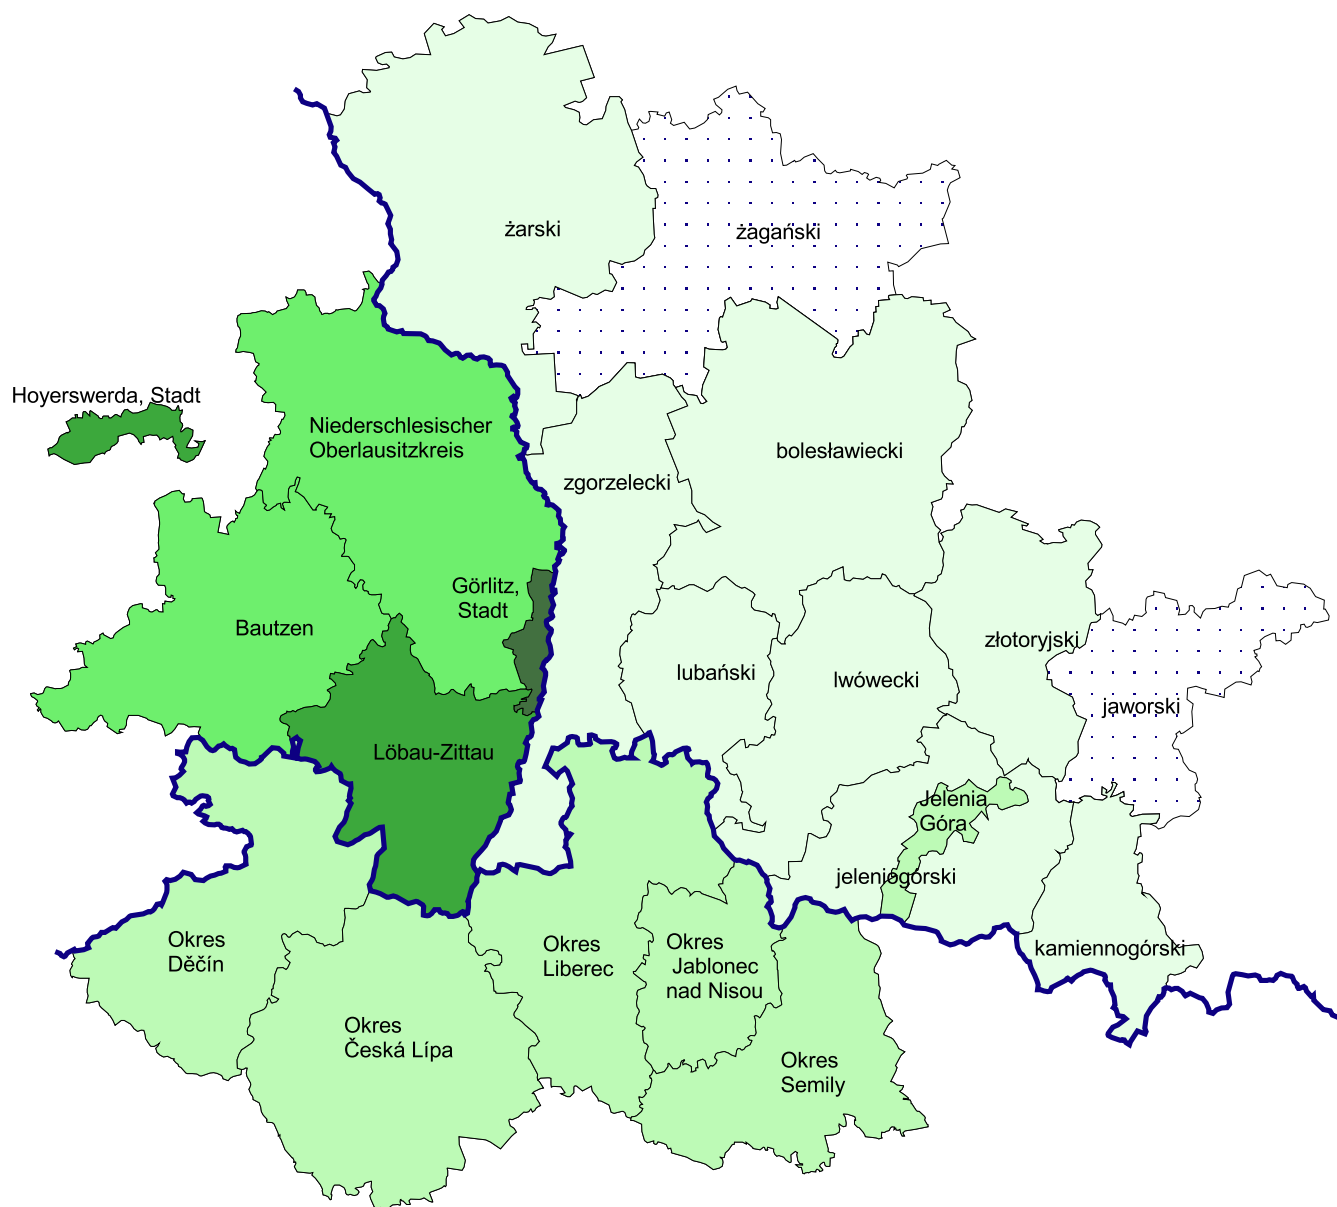 żarski
żagański
Hoyerswerda, Stadt
Niederschlesischer
Oberlausitzkreis
bolesławiecki
zgorzelecki
Görlitz,
Stadt
Bautzen
złotoryjski
lubański
lwówecki
jaworski
Löbau-Zittau
Jelenia
Góra
jeleniogórski
Okres
Děčín
Okres
Liberec
Okres
Jablonec
nad Nisou
kamiennogórski
Okres
Česká Lípa
Okres
Semily